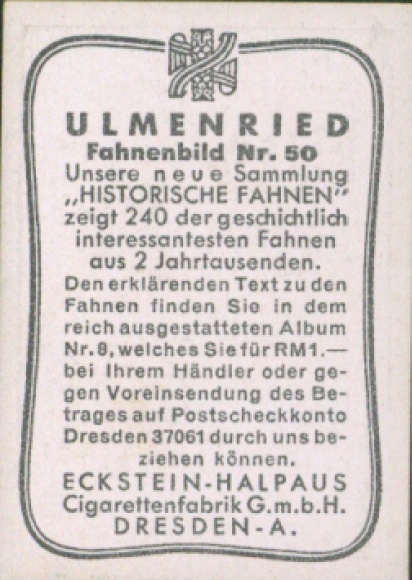 ULMENRIED
Fahnenbild Nr. 50
Unsere neue Sammlung
„HISTORISCHE FAHNEN"
zeigt 240 der geschichtlich
interessantesten Fahnen
aus 2 Jahrtausenden.
Den erklärenden Text zu den
Fahnen finden Sie in dem
reich ausgestatteten Album
Nr. 8, welches Sie für RM 1.—
bei Ihrem Händler oder ge-
gen Voreinsendung des Be-
trages auf Postscheckkonto
Dresden 37061 durch uns be-
ziehen können.
ECKSTEIN-HALPAUS
Cigarettenfabrik G.m.b.H.
DRESDEN-A.